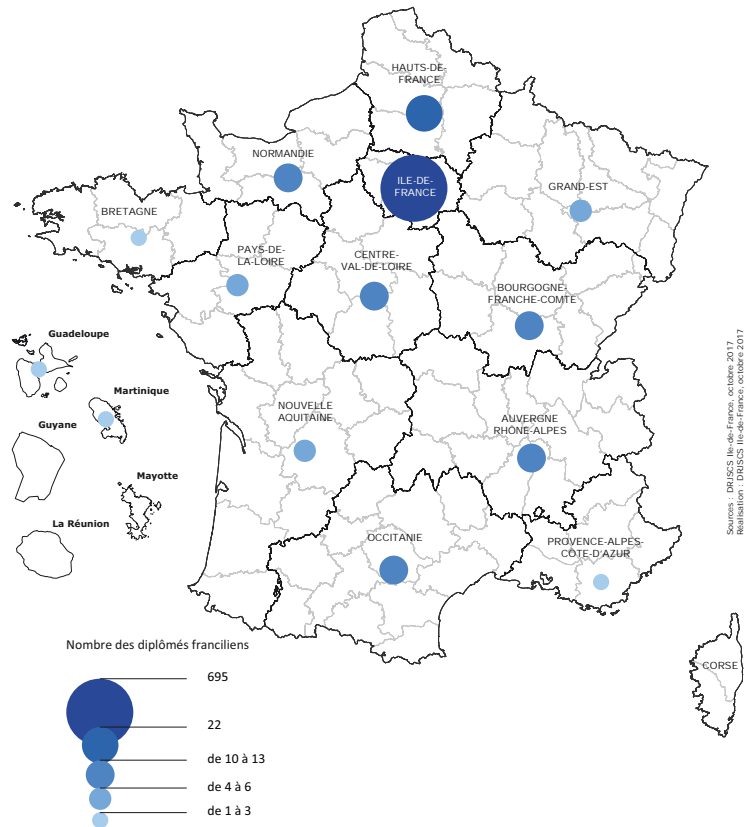 HAUTS-DE-
FRANCE
NORMANDIE
ILE-DE-
FRANCE
GRAND-EST
BRETAGNE
PAYS-DE-
LA-LOIRE
CENTRE-
VAL-DE-LOIRE
BOURGOGNE-
FRANCHE-COMTE
Guadeloupe
Martinique
Guyane
NOUVELLE
AQUITAINE
AUVERGNE
RHÔNE-ALPES
Mayotte
La Réunion
OCCITANIE
PROVENCE-ALPES-
CÔTE-D'AZUR
CORSE
Sources : DRJSCS Ile-de-France, octobre 2017
Réalisation : DRJSCS Ile-de-France, octobre 2017
Nombre des diplômés franciliens
695
22
de 10 à 13
de 4 à 6
de 1 à 3